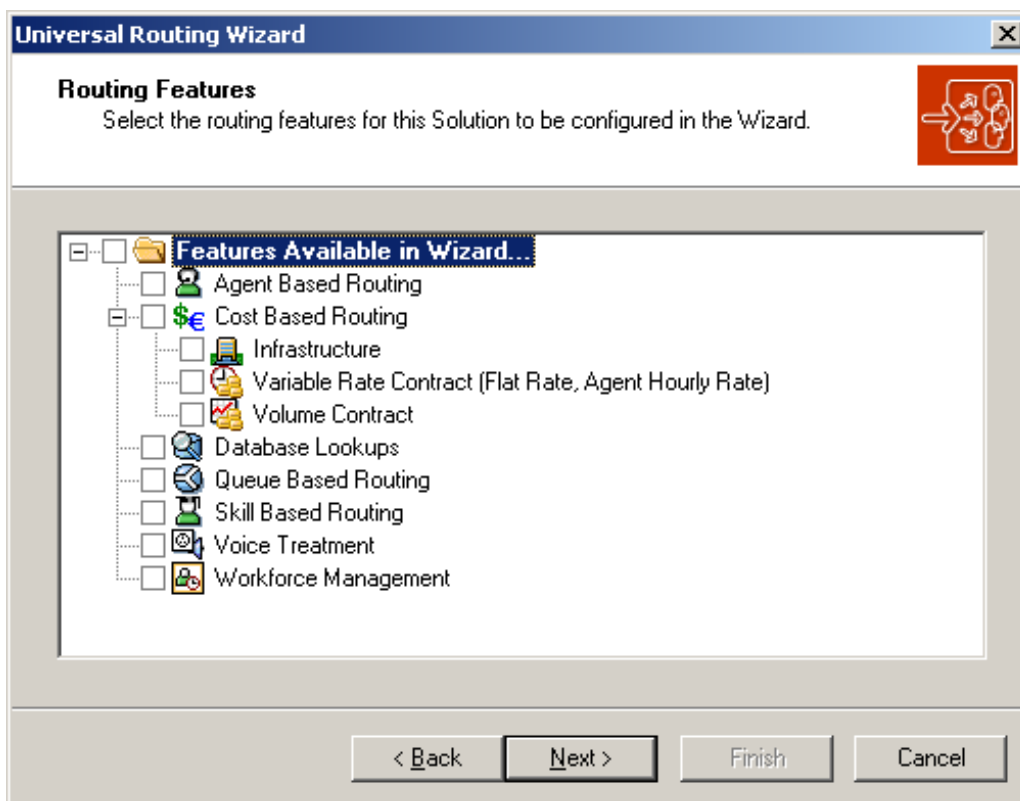 Universal Routing Wizard
Routing Features
Select the routing features for this Solution to be configured in the Wizard.
Features Available in Wizard...
Agent Based Routing
$€ Cost Based Routing
Infrastructure
Variable Rate Contract (Flat Rate, Agent Hourly Rate)
Volume Contract
Database Lookups
Queue Based Routing
Skill Based Routing
Voice Treatment
Workforce Management
< Back Next > Finish Cancel